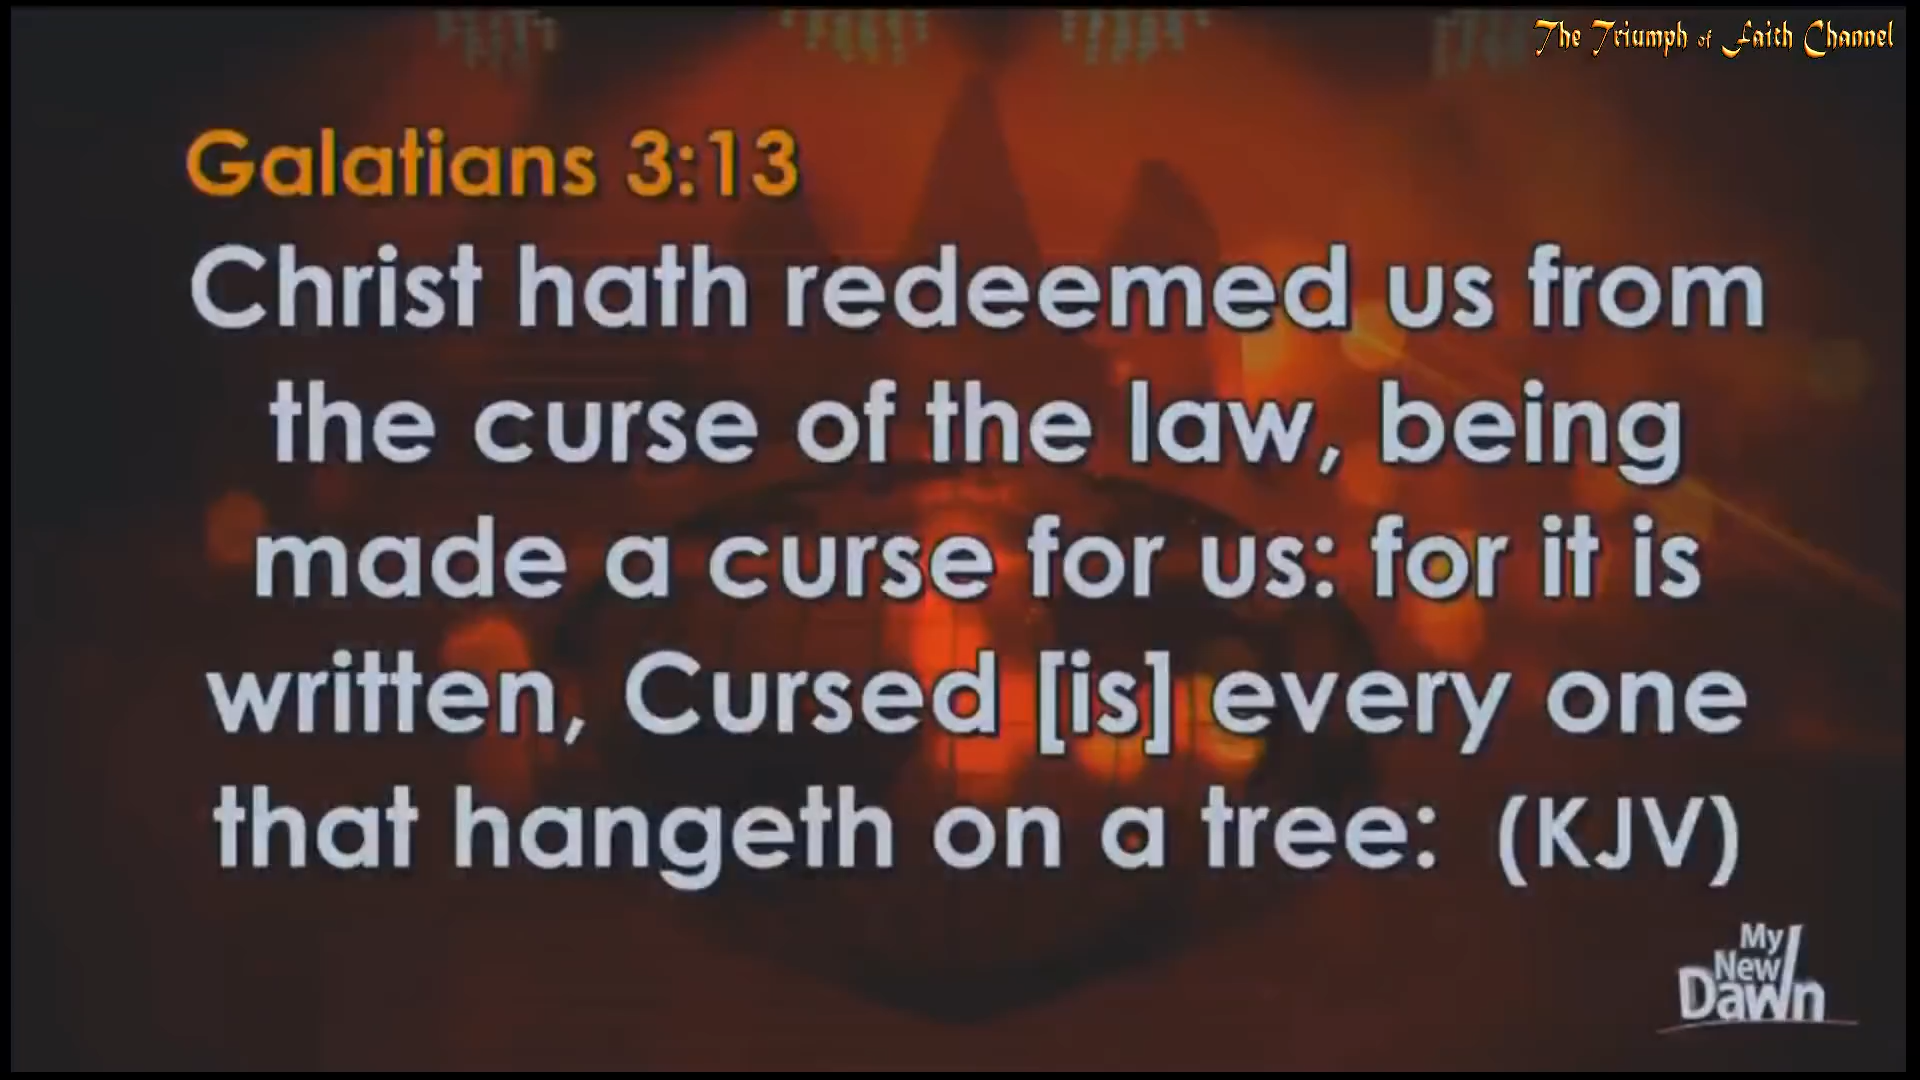 The Triumph of Faith Channel
Galatians 3:13
Christ hath redeemed us from
the curse of the law, being
made a curse for us: for it is
written, Cursed [is] every one
that hangeth on a tree: (KJV)
My
New
Dawn